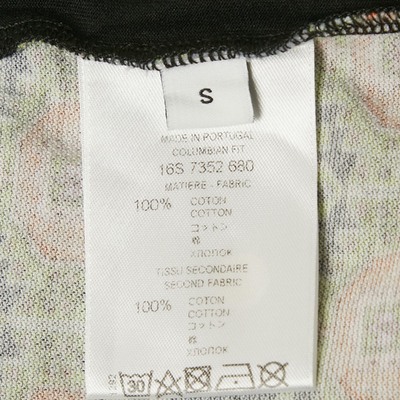 S
MADE IN PORTUGAL
COLUMBIAN FIT
16S 7352 680
MATIERE - FABRIC
100% COTON
COTTON
コットン
棉
ХЛОПОК
TISSU SECONDAIRE
SECOND FABRIC
100% COTON
COTTON
コットン
棉
ХЛОПОК
30